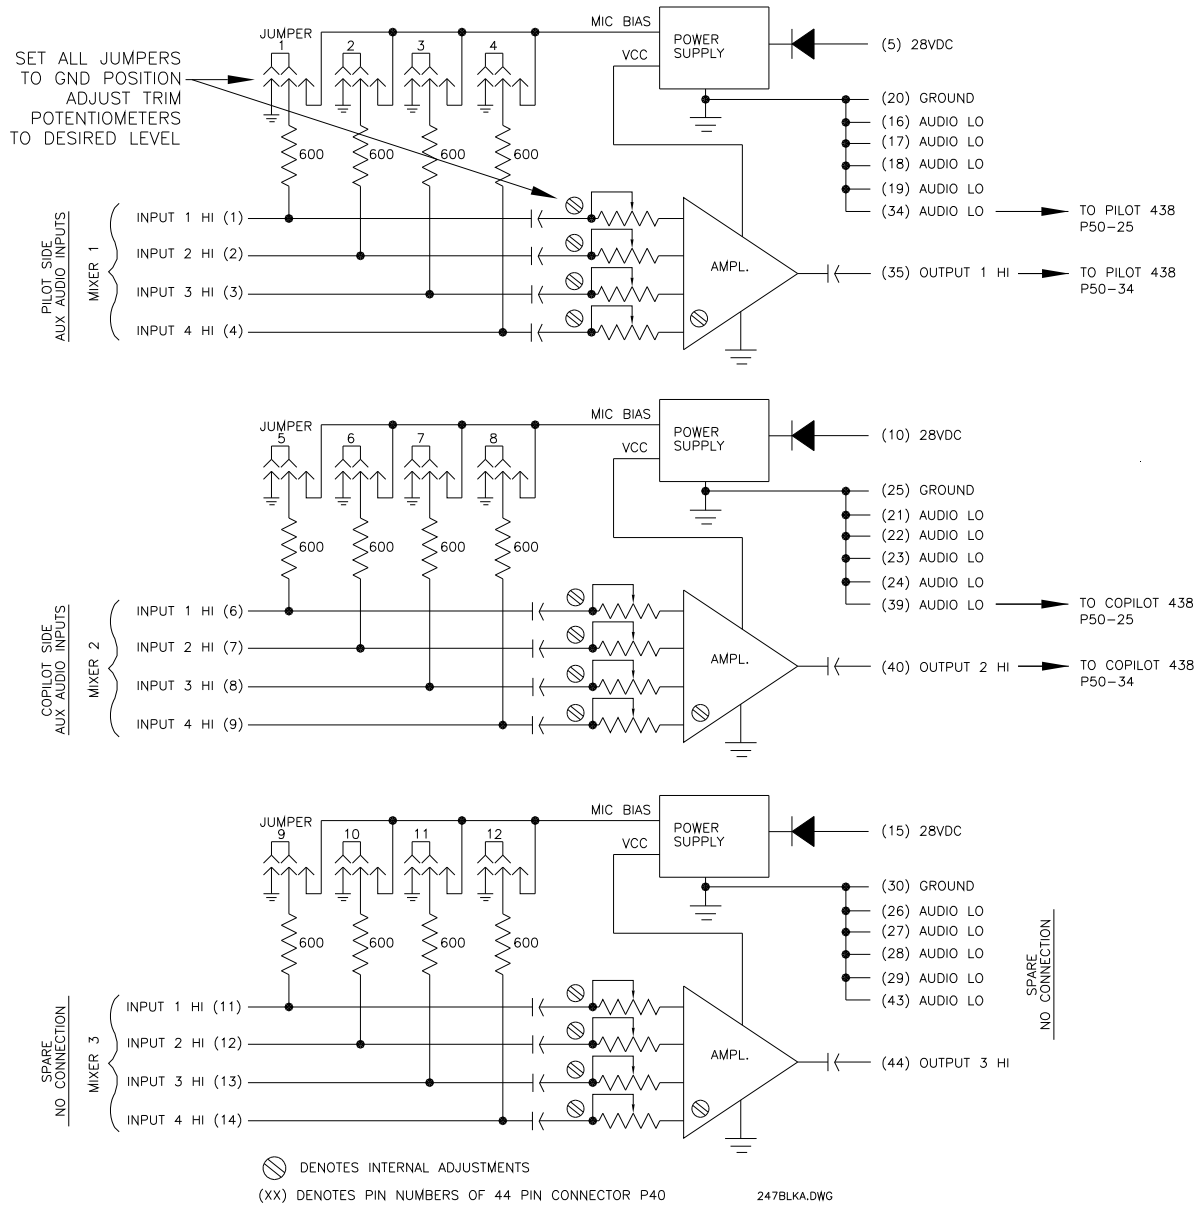 SET ALL JUMPERS
TO GND POSITION
ADJUST TRIM
POTENTIOMETERS
TO DESIRED LEVEL
JUMPER
1
2
3
4
MIC BIAS
VCC
POWER
SUPPLY
(5) 28VDC
(20) GROUND
(16) AUDIO LO
(17) AUDIO LO
(18) AUDIO LO
(19) AUDIO LO
(34) AUDIO LO
TO PILOT 438
P50-25
600
600
600
600
PILOT SIDE
AUX AUDIO INPUTS
MIXER 1
INPUT 1 HI (1)
INPUT 2 HI (2)
INPUT 3 HI (3)
INPUT 4 HI (4)
AMPL.
(35) OUTPUT 1 HI
TO PILOT 438
P50-34
JUMPER
5
6
7
8
MIC BIAS
VCC
POWER
SUPPLY
(10) 28VDC
(25) GROUND
(21) AUDIO LO
(22) AUDIO LO
(23) AUDIO LO
(24) AUDIO LO
(39) AUDIO LO
TO COPILOT 438
P50-25
600
600
600
600
COPILOT SIDE
AUX AUDIO INPUTS
MIXER 2
INPUT 1 HI (6)
INPUT 2 HI (7)
INPUT 3 HI (8)
INPUT 4 HI (9)
AMPL.
(40) OUTPUT 2 HI
TO COPILOT 438
P50-34
JUMPER
9
10
11
12
MIC BIAS
VCC
POWER
SUPPLY
(15) 28VDC
(30) GROUND
(26) AUDIO LO
(27) AUDIO LO
(28) AUDIO LO
(29) AUDIO LO
(43) AUDIO LO
SPARE
NO CONNECTION
600
600
600
600
SPARE
NO CONNECTION
MIXER 3
INPUT 1 HI (11)
INPUT 2 HI (12)
INPUT 3 HI (13)
INPUT 4 HI (14)
AMPL.
(44) OUTPUT 3 HI
DENOTES INTERNAL ADJUSTMENTS
(XX) DENOTES PIN NUMBERS OF 44 PIN CONNECTOR P40
247BLKA.DWG